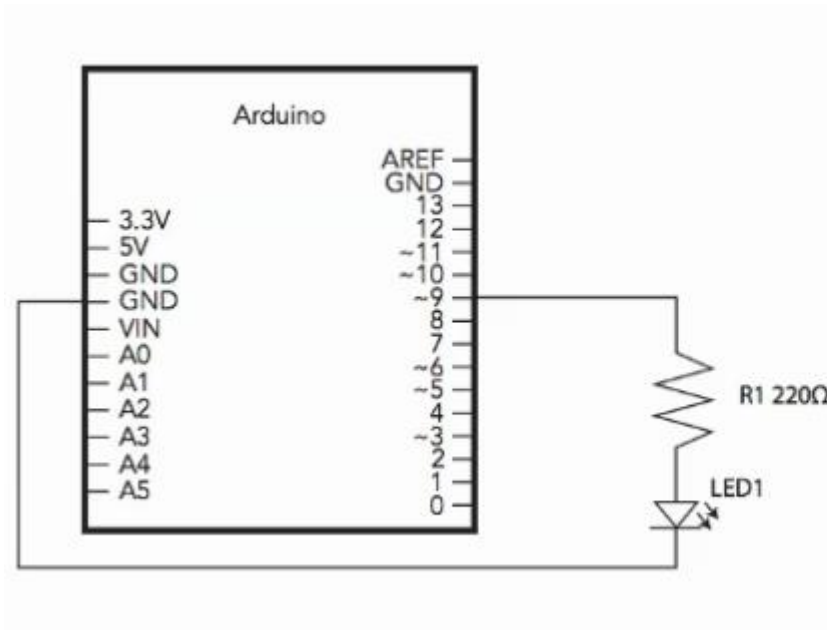 Arduino
AREF
GND
13
12
~11
~10
~9
8
7
~6
~5
4
~3
2
1
0
3.3V
5V
GND
GND
VIN
A0
A1
A2
A3
A4
A5
R1 220Ω
LED1